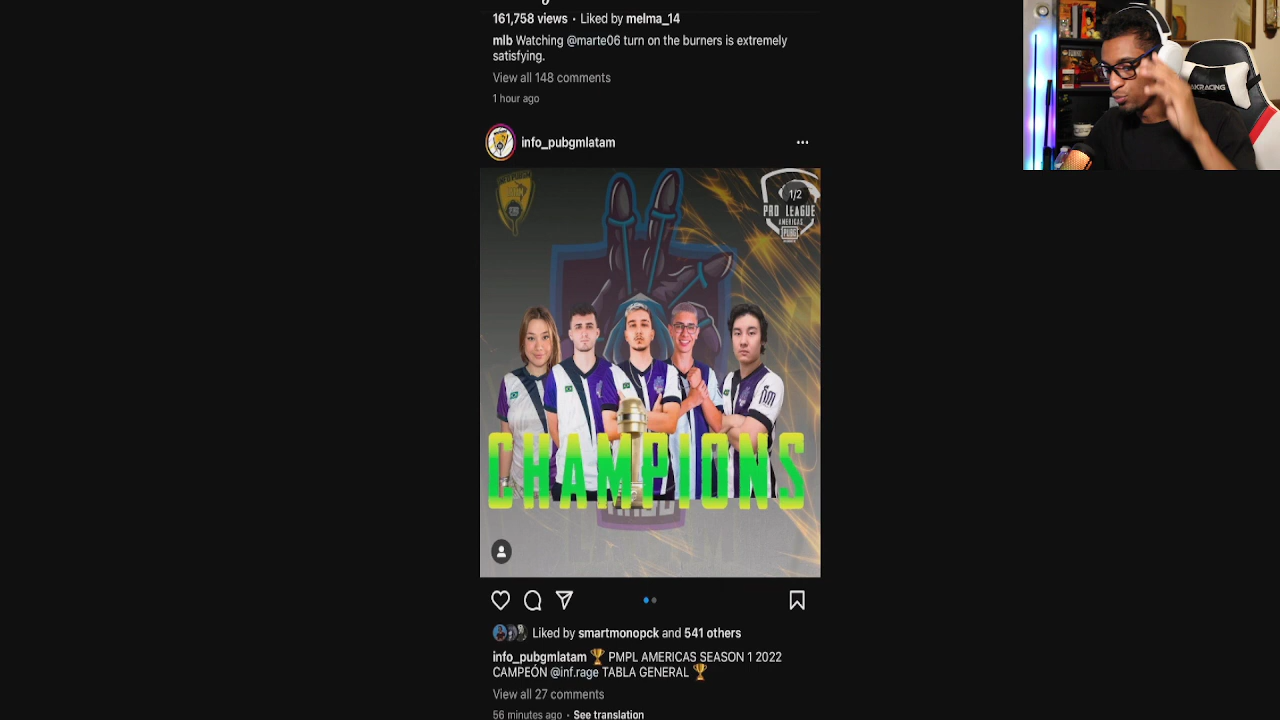 161,758 views · Liked by melma_14
mlb Watching @marte06 turn on the burners is extremely
satisfying.
View all 148 comments
1 hour ago
info_pubgmlatam
1/2
PRO LEAGUE
AMERICAS
PUBG
AKRACING
CHAMPIONS
Liked by smartmonopck and 541 others
info_pubgmlatam 🏆 PMPL AMERICAS SEASON 1 2022
CAMPEÓN @inf.rage TABLA GENERAL 🏆
View all 27 comments
56 minutes ago · See translation